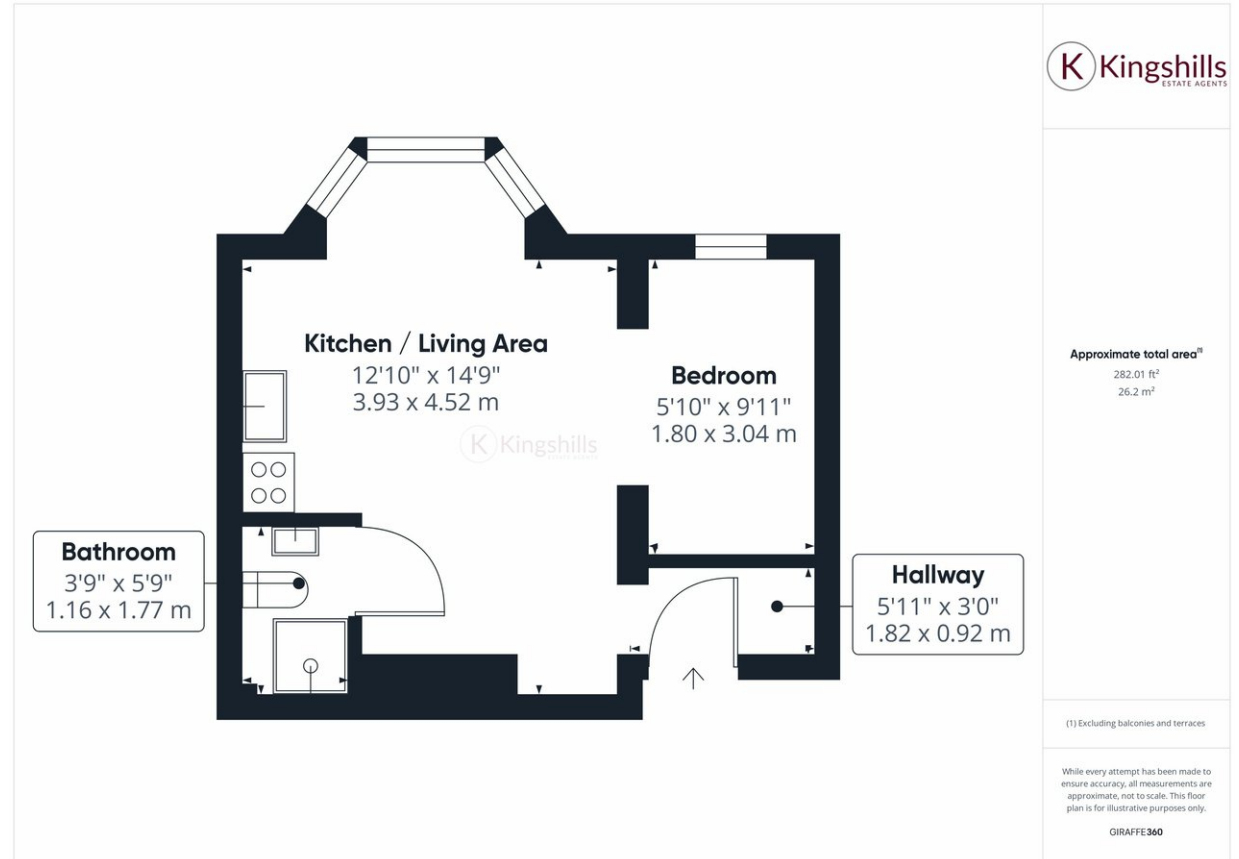 Kitchen / Living Area
12'10" x 14'9"
3.93 x 4.52 m
Bedroom
5'10" x 9'11"
1.80 x 3.04 m
K Kingshills
ESTATE AGENTS
Bathroom
3'9" x 5'9"
1.16 x 1.77 m
Hallway
5'11" x 3'0"
1.82 x 0.92 m
K Kingshills
ESTATE AGENTS
Approximate total area(1)
282.01 ft²
26.2 m²
(1) Excluding balconies and terraces
While every attempt has been made to
ensure accuracy, all measurements are
approximate, not to scale. This floor
plan is for illustrative purposes only.
GIRAFFE360